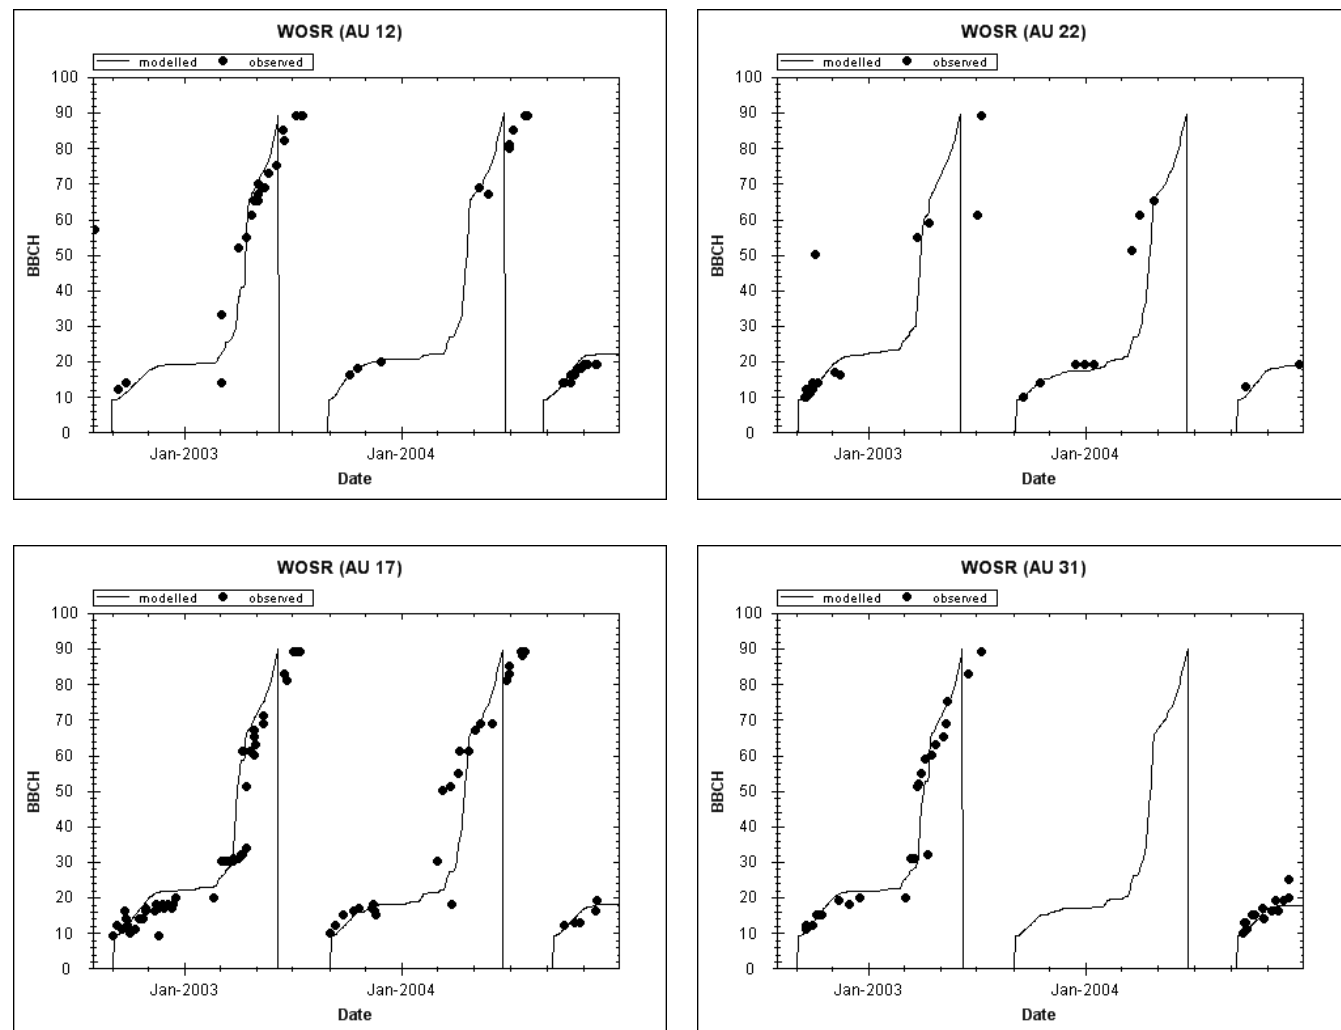 WOSR (AU 12)
modelled observed
100
90
80
70
60
50
40
30
20
10
0
BBCH
Jan-2003 Jan-2004
Date
WOSR (AU 22)
modelled observed
100
90
80
70
60
50
40
30
20
10
0
BBCH
Jan-2003 Jan-2004
Date
WOSR (AU 17)
modelled observed
100
90
80
70
60
50
40
30
20
10
0
BBCH
Jan-2003 Jan-2004
Date
WOSR (AU 31)
modelled observed
100
90
80
70
60
50
40
30
20
10
0
BBCH
Jan-2003 Jan-2004
Date